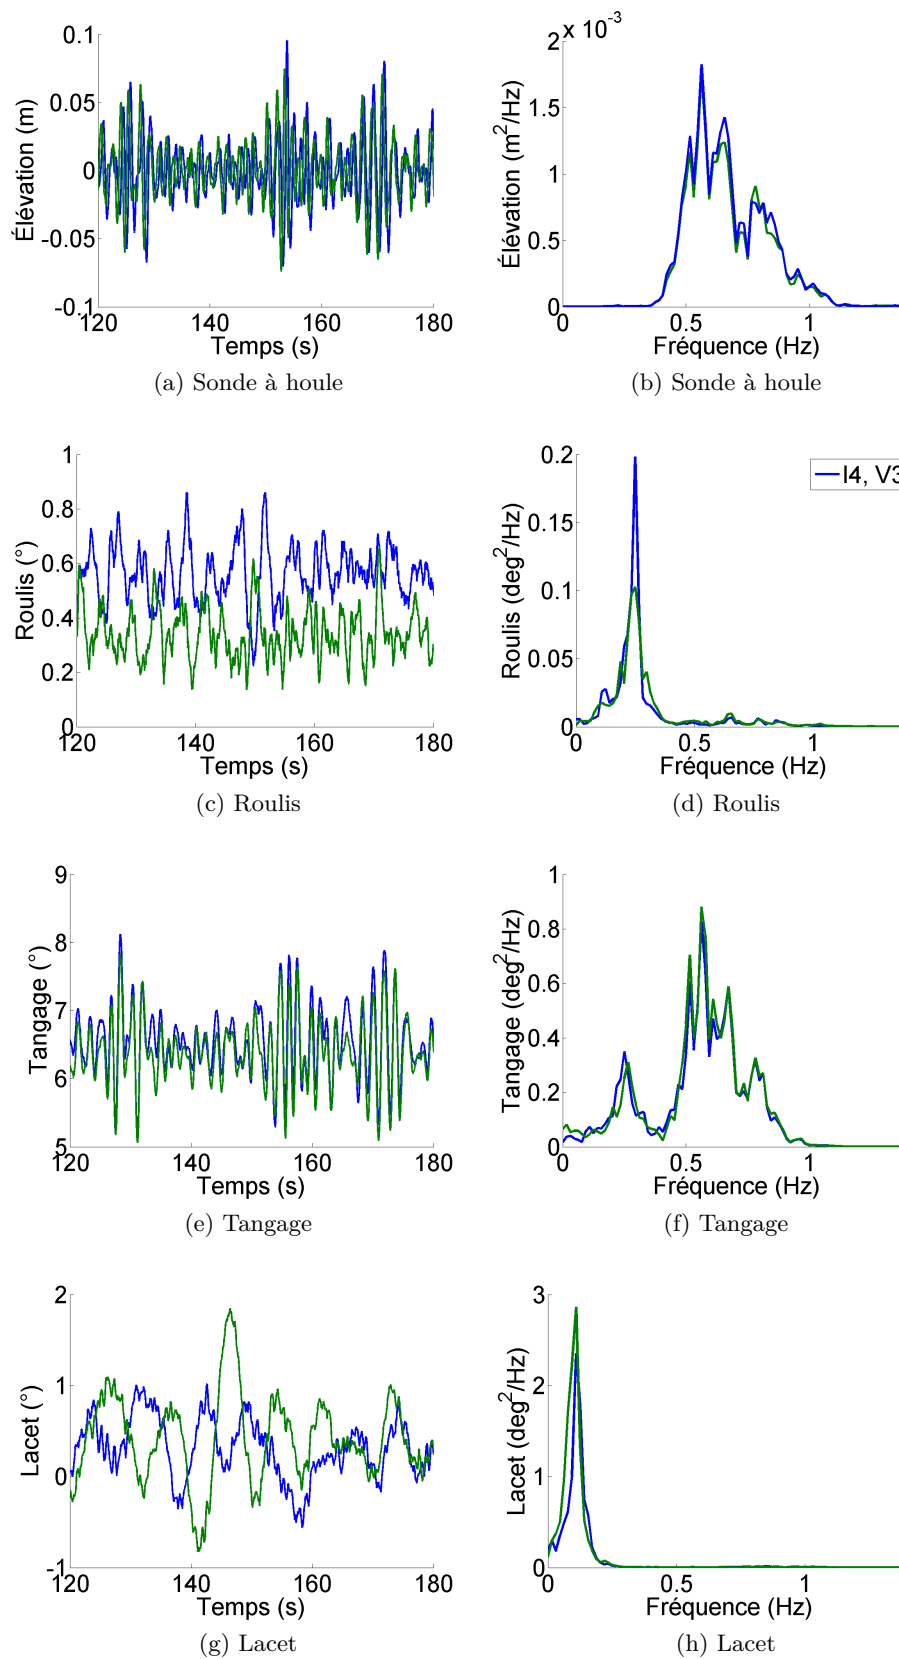 0.1
0.05
0
-0.05
-0.1
120 140 160 180
Élévation (m)
Temps (s)
(a) Sonde à houle
2 x 10^-3
1.5
1
0.5
0
0 0.5 1
Élévation (m^2/Hz)
Fréquence (Hz)
(b) Sonde à houle
1
0.8
0.6
0.4
0.2
0
120 140 160 180
Roulis (°)
Temps (s)
(c) Roulis
0.2
0.15
0.1
0.05
0
0 0.5 1
Roulis (deg^2/Hz)
Fréquence (Hz)
I4, V3
(d) Roulis
9
8
7
6
5
120 140 160 180
Tangage (°)
Temps (s)
(e) Tangage
1
0.8
0.6
0.4
0.2
0
0 0.5 1
Tangage (deg^2/Hz)
Fréquence (Hz)
(f) Tangage
2
1
0
-1
120 140 160 180
Lacet (°)
Temps (s)
(g) Lacet
3
2
1
0
0 0.5 1
Lacet (deg^2/Hz)
Fréquence (Hz)
(h) Lacet